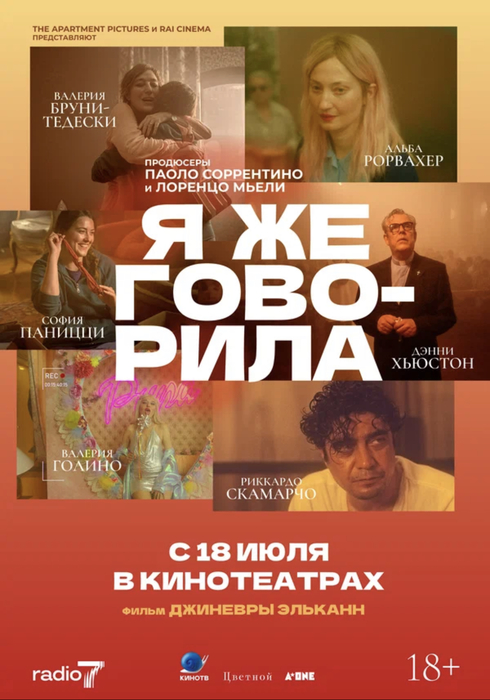 THE APARTMENT PICTURES и RAI CINEMA
ПРЕДСТАВЛЯЮТ
ВАЛЕРИЯ
БРУНИ-
ТЕДЕСКИ
АЛЬБА
РОРВАХЕР
ПРОДЮСЕРЫ
ПАОЛО СОРРЕНТИНО
и ЛОРЕНЦО МЬЕЛИ
Я ЖЕ
ГОВО-
РИЛА
СОФИЯ
ПАНИЦЦИ
ДЭННИ
ХЬЮСТОН
REC
ВАЛЕРИЯ
ГОЛИНО
РИККАРДО
СКАМАРЧО
С 18 ИЮЛЯ
В КИНОТЕАТРАХ
ФИЛЬМ ДЖИНЕВРЫ ЭЛЬКАНН
radio 7
КИНОТВ
Цветной
A*ONE
18+